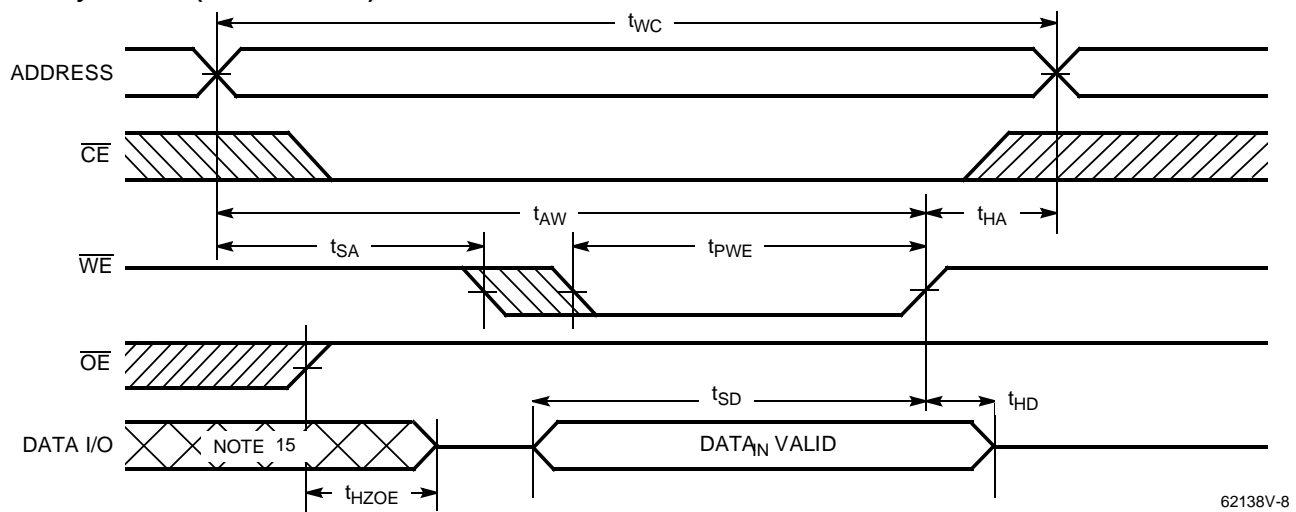 tWC
ADDRESS
CE
tAW
tHA
tSA
tPWE
WE
OE
tSD
tHD
DATA I/O
NOTE 15
DATAIN VALID
tHZOE
62138V-8